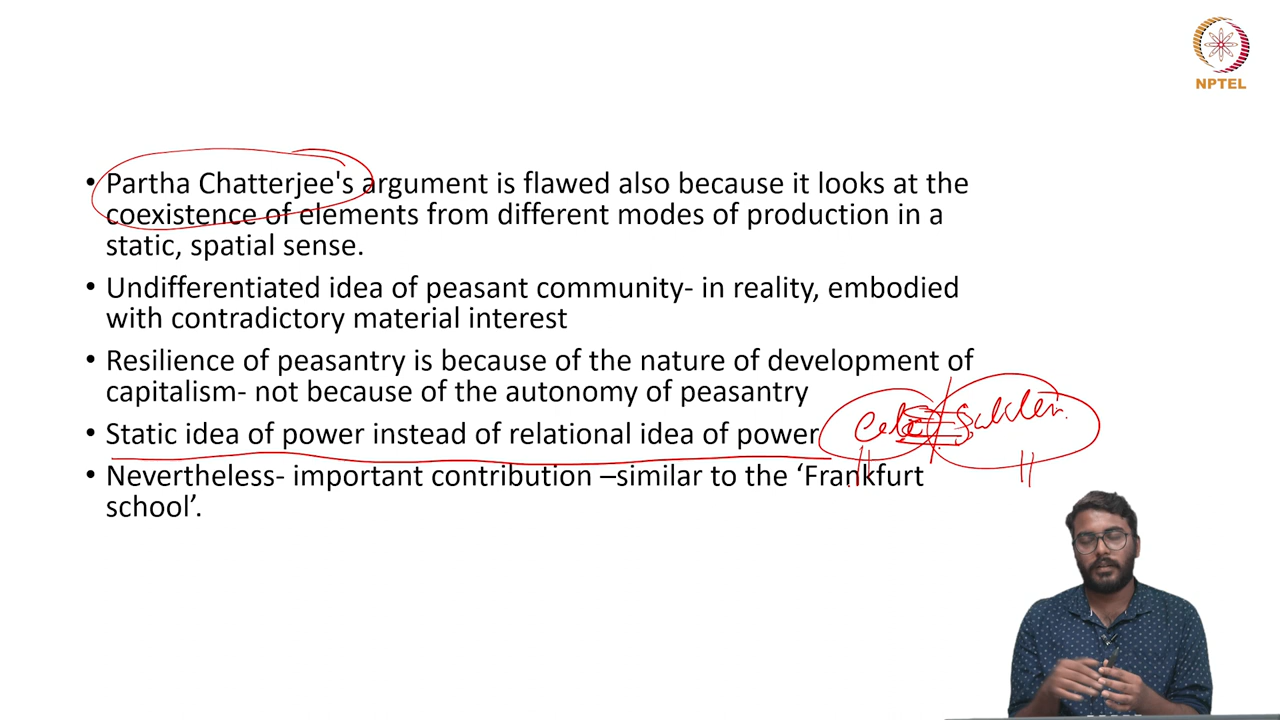 NPTEL
• Partha Chatterjee's argument is flawed also because it looks at the
coexistence of elements from different modes of production in a
static, spatial sense.
• Undifferentiated idea of peasant community- in reality, embodied
with contradictory material interest
• Resilience of peasantry is because of the nature of development of
capitalism- not because of the autonomy of peasantry
• Static idea of power instead of relational idea of power
• Nevertheless- important contribution –similar to the ‘Frankfurt
school’.